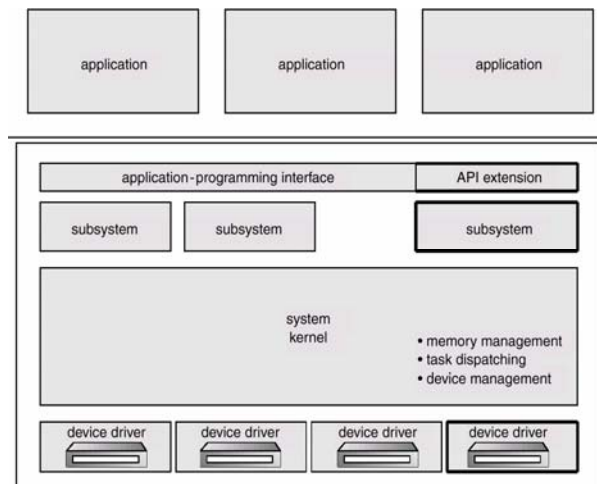 application
application
application
application-programming interface
API extension
subsystem
subsystem
subsystem
system
kernel
• memory management
• task dispatching
• device management
device driver
device driver
device driver
device driver